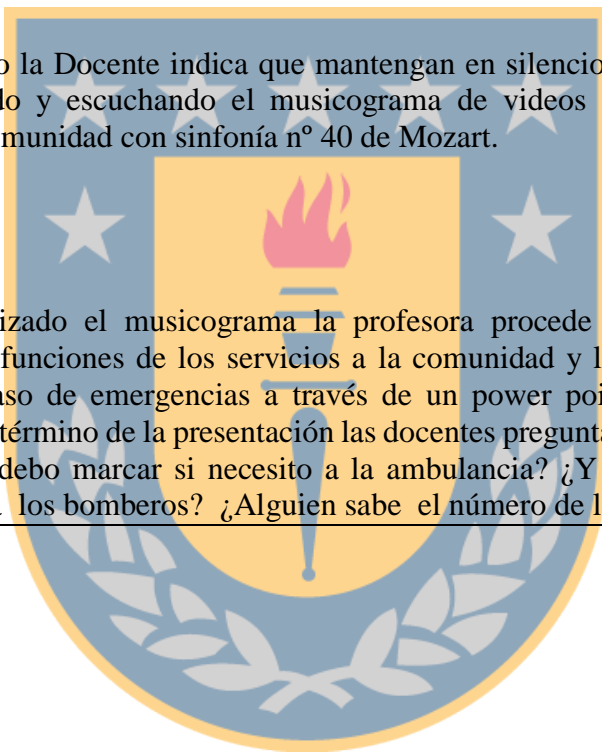 o la Docente indica que mantengan en silencio
do y escuchando el musicograma de videos
omunidad con sinfonía nº 40 de Mozart.
izado el musicograma la profesora procede
funciones de los servicios a la comunidad y l
aso de emergencias a través de un power poi
término de la presentación las docentes pregunta
debo marcar si necesito a la ambulancia? ¿Y
los bomberos? ¿Alguien sabe el número de l